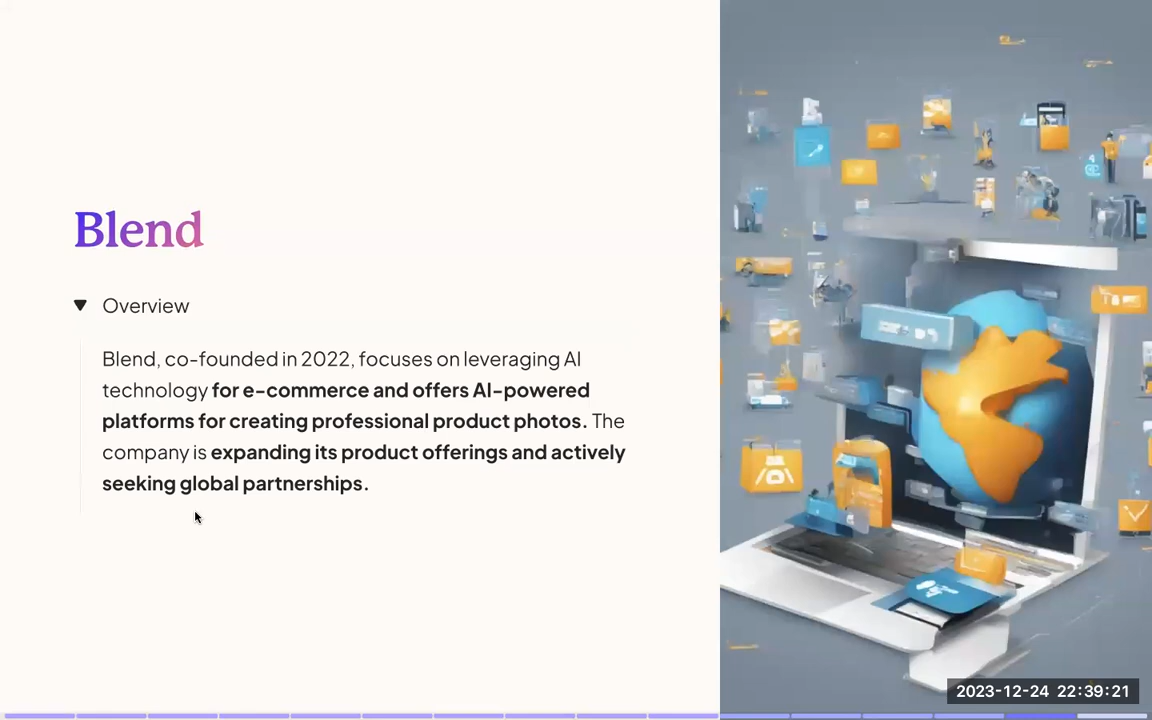 Blend
Overview
Blend, co-founded in 2022, focuses on leveraging AI
technology for e-commerce and offers AI-powered
platforms for creating professional product photos. The
company is expanding its product offerings and actively
seeking global partnerships.
2023-12-24 22:39:21